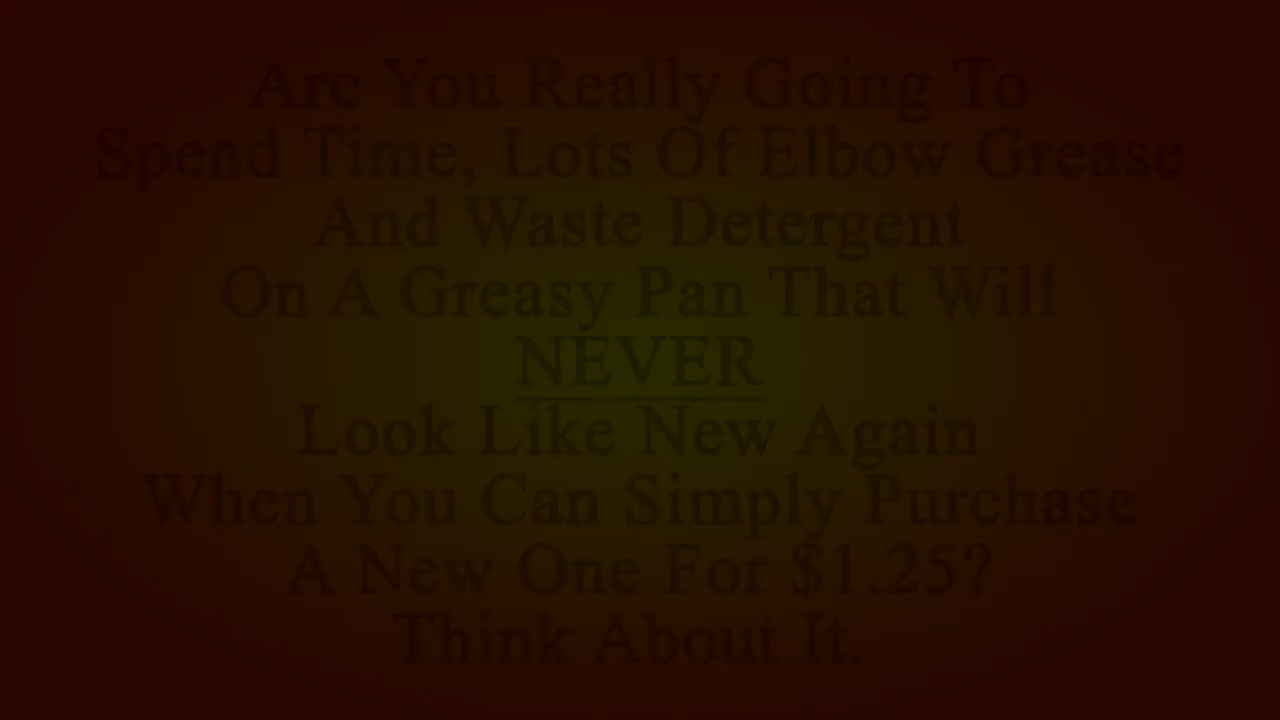 Are You Really Going To
Spend Time, Lots Of Elbow Grease
And Waste Detergent
On A Greasy Pan That Will
NEVER
Look Like New Again
When You Can Simply Purchase
A New One For $1.25?
Think About It.